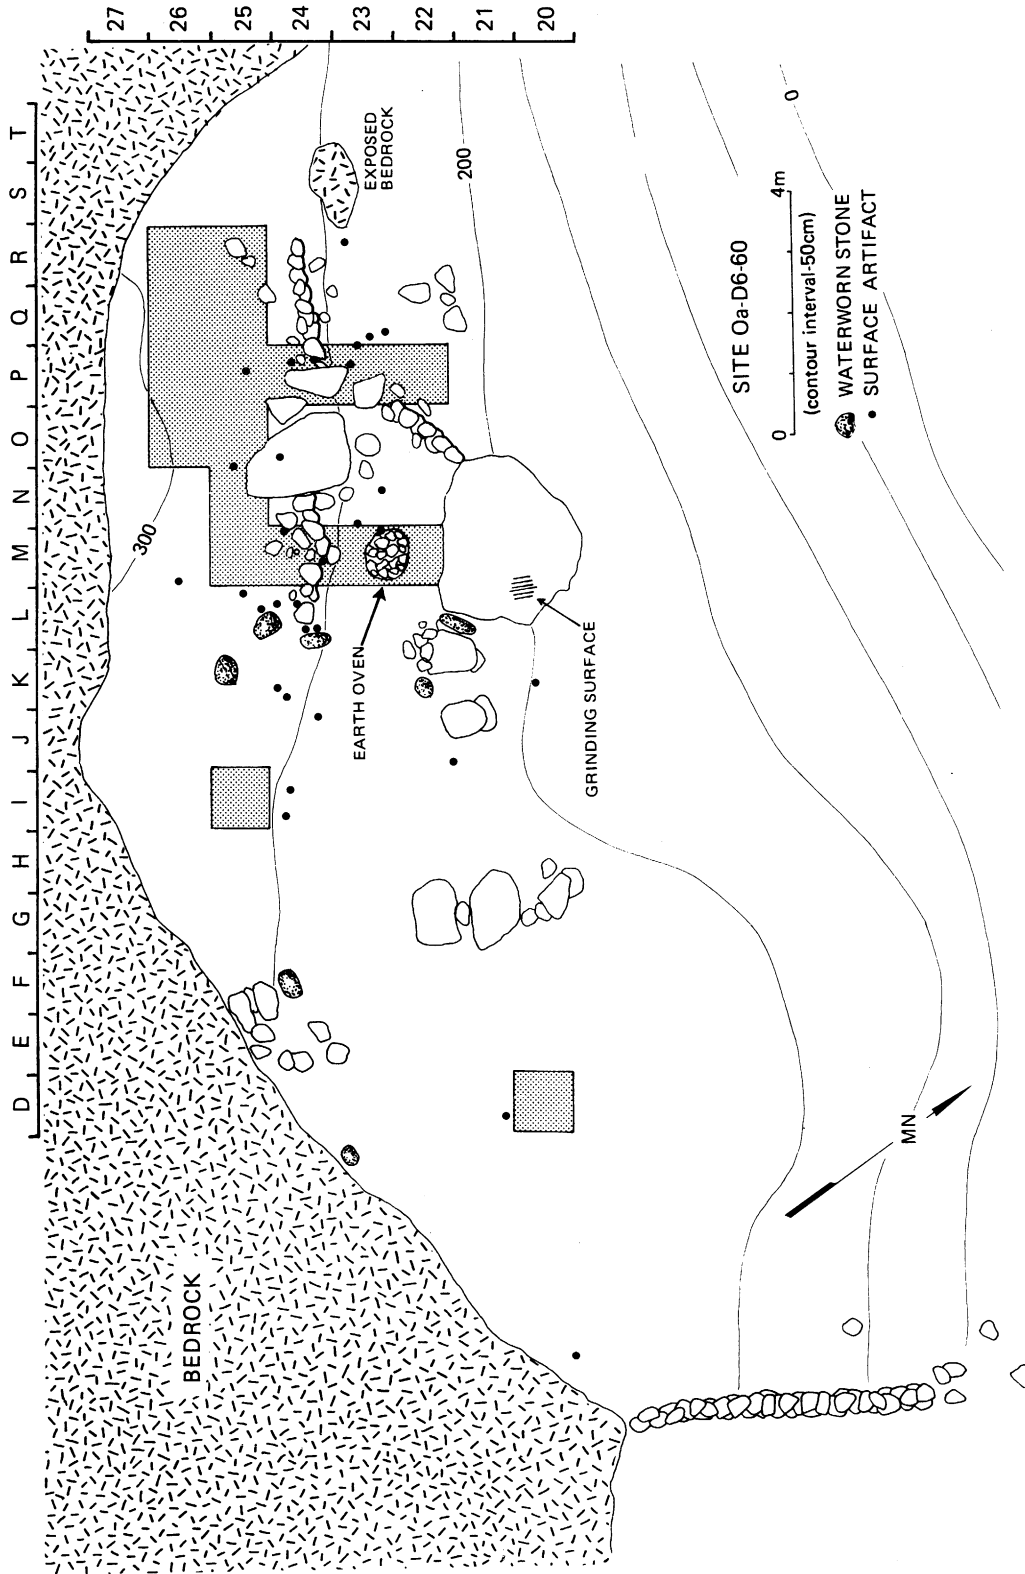 D E F G H I J K L M N O P Q R S T
27
26
25
24
23
22
21
20
BEDROCK
300
EXPOSED
BEDROCK
200
0
EARTH OVEN
GRINDING SURFACE
MN
SITE Oa-D6-60
0 4m
(contour interval-50cm)
WATERWORN STONE
SURFACE ARTIFACT